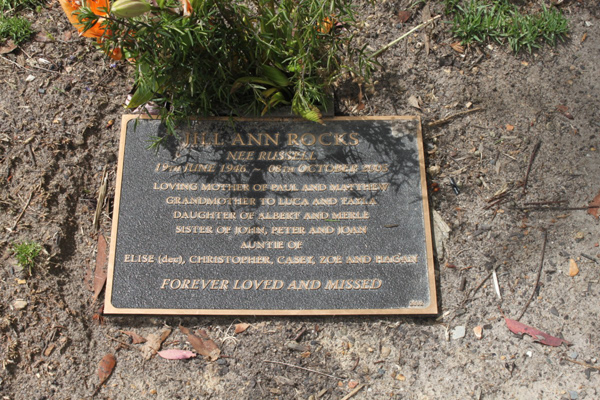 JILL ANN ROCKS
NEE RUSSELL
19TH JUNE 1946 OCTOBER
LOVING MOTHER OF PAUL AND MATTHEW
GRANDMOTHER TO LUCA AND
DAUGHTER OF ALBERT AND MERLE
SISTER OF JOHN, PETER AND JOAN
AUNTIE OF
ELISE (dec), CHRISTOPHER, CASEY, ZOE AND
FOREVER LOVED AND MISSED